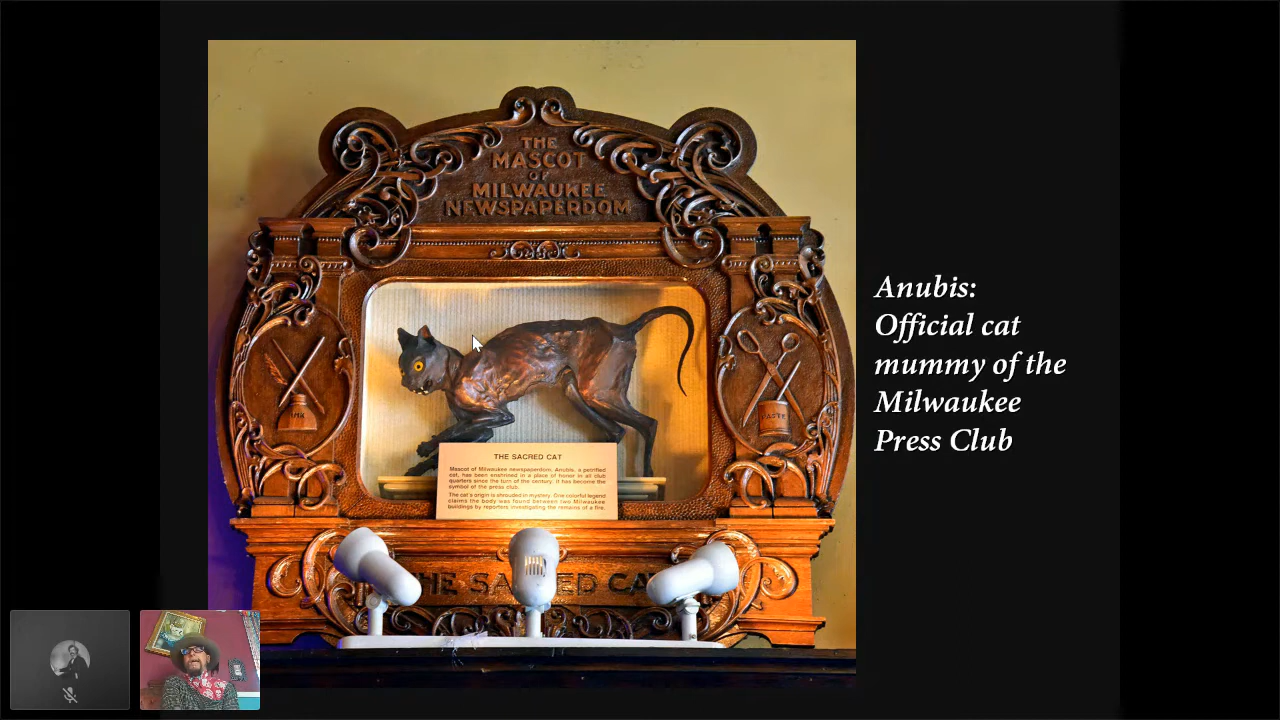 THE
MASCOT
OF
MILWAUKEE
NEWSPAPERDOM
INK
PASTE
THE SACRED CAT
Mascot of Milwaukee newspaperdom, Anubis, a petrified
cat, has been enshrined in a place of honor in all club
quarters since the turn of the century. It has become the
symbol of the press club.
The cat's origin is shrouded in mystery. One colorful legend
claims the body was found between two Milwaukee
buildings by reporters investigating the remains of a fire.
THE SACRED CAT
Anubis:
Official cat
mummy of the
Milwaukee
Press Club